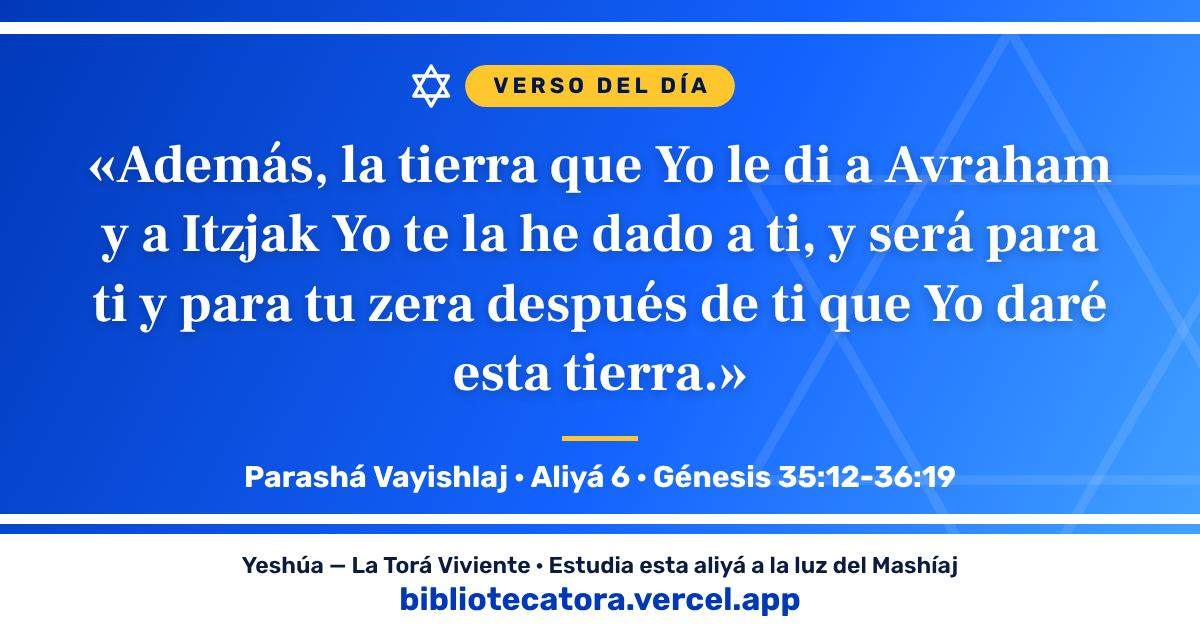 VERSO DEL DÍA
«Además, la tierra que Yo le di a Avraham
y a Itzjak Yo te la he dado a ti, y será para
ti y para tu zera después de ti que Yo daré
esta tierra.»
Parashá Vayishlaj • Aliyá 6 • Génesis 35:12-36:19
Yeshúa — La Torá Viviente • Estudia esta aliyá a la luz del Mashíaj
bibliotecatora.vercel.app